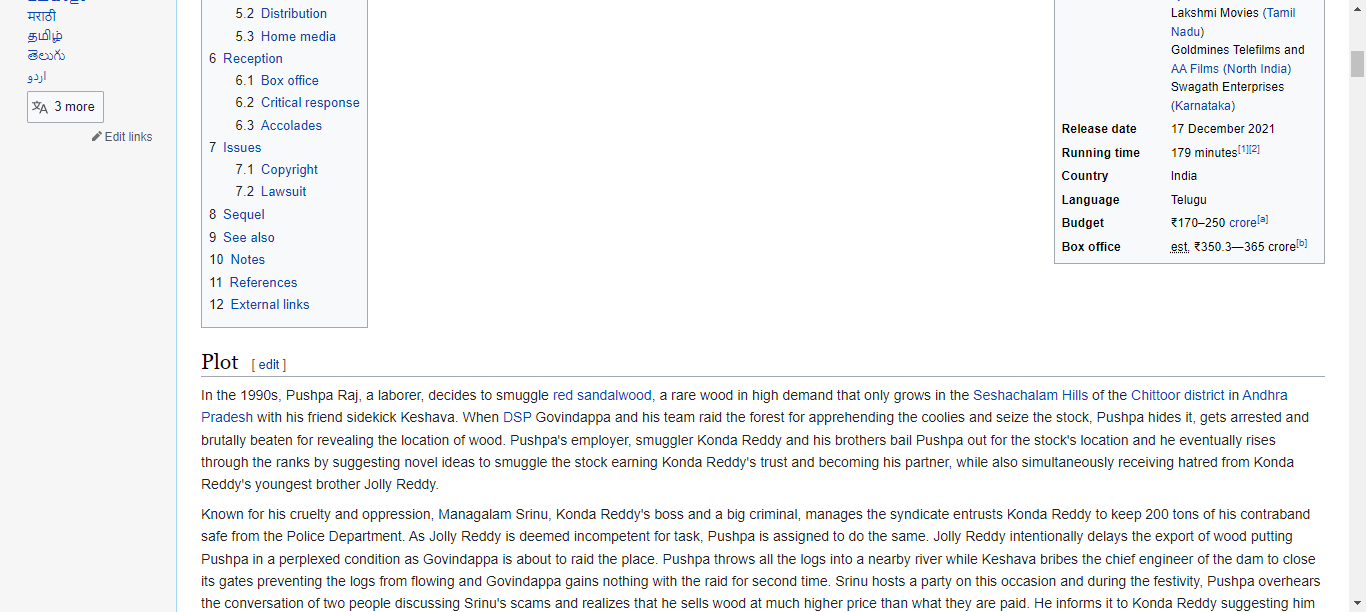 मराठी
தமிழ்
తెలుగు
اردو
3 more
Edit links
5.2 Distribution
5.3 Home media
6 Reception
6.1 Box office
6.2 Critical response
6.3 Accolades
7 Issues
7.1 Copyright
7.2 Lawsuit
8 Sequel
9 See also
10 Notes
11 References
12 External links
Lakshmi Movies (Tamil
Nadu)
Goldmines Telefilms and
AA Films (North India)
Swagath Enterprises
(Karnataka)
Release date 17 December 2021
Running time 179 minutes[1][2]
Country India
Language Telugu
Budget ₹170–250 crore[a]
Box office est. ₹350.3—365 crore[b]
Plot [ edit ]
In the 1990s, Pushpa Raj, a laborer, decides to smuggle red sandalwood, a rare wood in high demand that only grows in the Seshachalam Hills of the Chittoor district in Andhra
Pradesh with his friend sidekick Keshava. When DSP Govindappa and his team raid the forest for apprehending the coolies and seize the stock, Pushpa hides it, gets arrested and
brutally beaten for revealing the location of wood. Pushpa's employer, smuggler Konda Reddy and his brothers bail Pushpa out for the stock's location and he eventually rises
through the ranks by suggesting novel ideas to smuggle the stock earning Konda Reddy's trust and becoming his partner, while also simultaneously receiving hatred from Konda
Reddy's youngest brother Jolly Reddy.
Known for his cruelty and oppression, Managalam Srinu, Konda Reddy's boss and a big criminal, manages the syndicate entrusts Konda Reddy to keep 200 tons of his contraband
safe from the Police Department. As Jolly Reddy is deemed incompetent for task, Pushpa is assigned to do the same. Jolly Reddy intentionally delays the export of wood putting
Pushpa in a perplexed condition as Govindappa is about to raid the place. Pushpa throws all the logs into a nearby river while Keshava bribes the chief engineer of the dam to close
its gates preventing the logs from flowing and Govindappa gains nothing with the raid for second time. Srinu hosts a party on this occasion and during the festivity, Pushpa overhears
the conversation of two people discussing Srinu's scams and realizes that he sells wood at much higher price than what they are paid. He informs it to Konda Reddy suggesting him